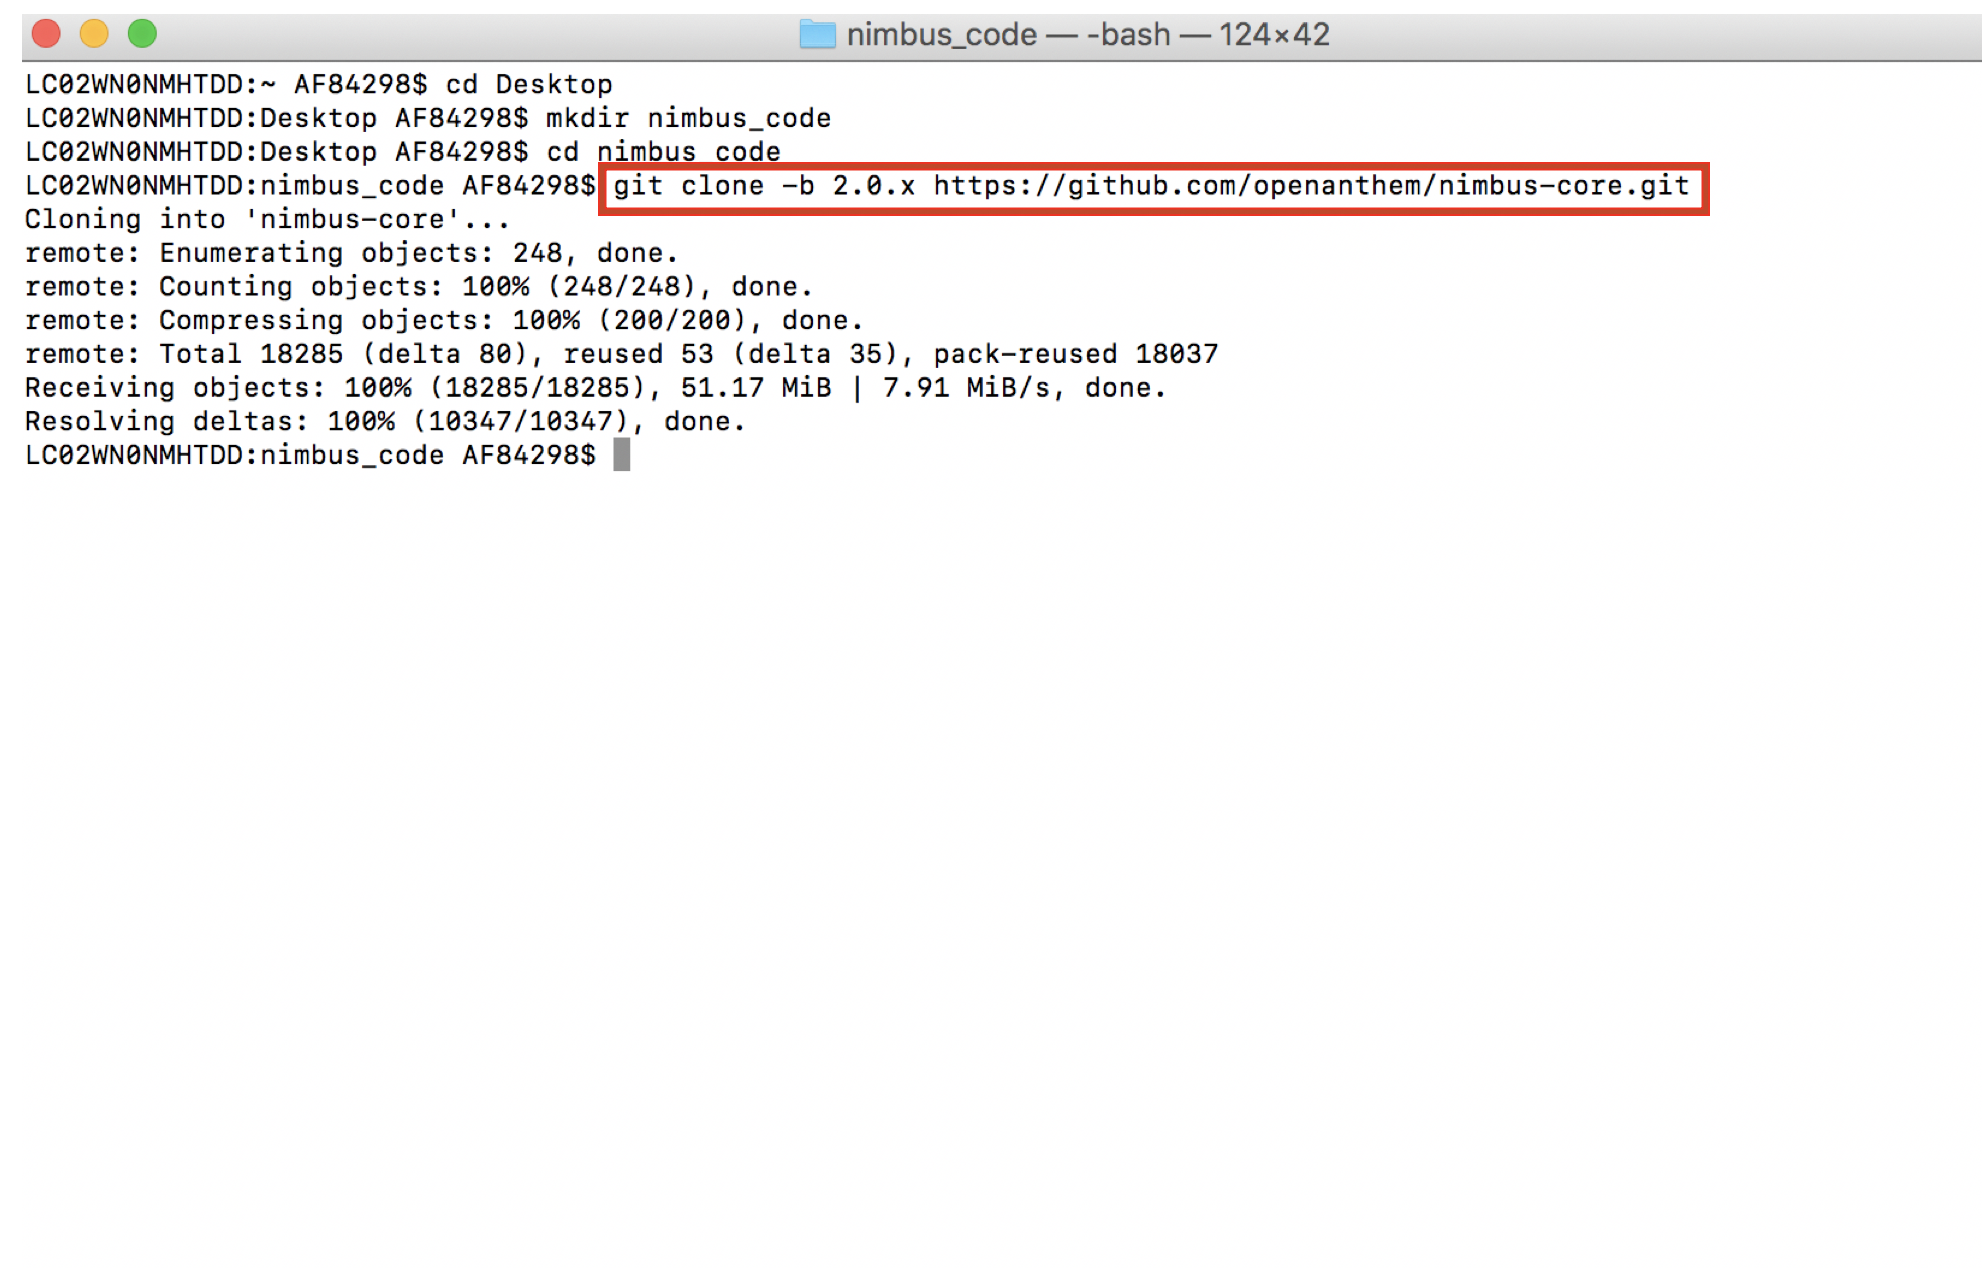 nimbus_code — -bash — 124×42
LC02WN0NMHTDD:~ AF84298$ cd Desktop
LC02WN0NMHTDD:Desktop AF84298$ mkdir nimbus_code
LC02WN0NMHTDD:Desktop AF84298$ cd nimbus_code
LC02WN0NMHTDD:nimbus_code AF84298$ git clone -b 2.0.x https://github.com/openanthem/nimbus-core.git
Cloning into 'nimbus-core'...
remote: Enumerating objects: 248, done.
remote: Counting objects: 100% (248/248), done.
remote: Compressing objects: 100% (200/200), done.
remote: Total 18285 (delta 80), reused 53 (delta 35), pack-reused 18037
Receiving objects: 100% (18285/18285), 51.17 MiB | 7.91 MiB/s, done.
Resolving deltas: 100% (10347/10347), done.
LC02WN0NMHTDD:nimbus_code AF84298$